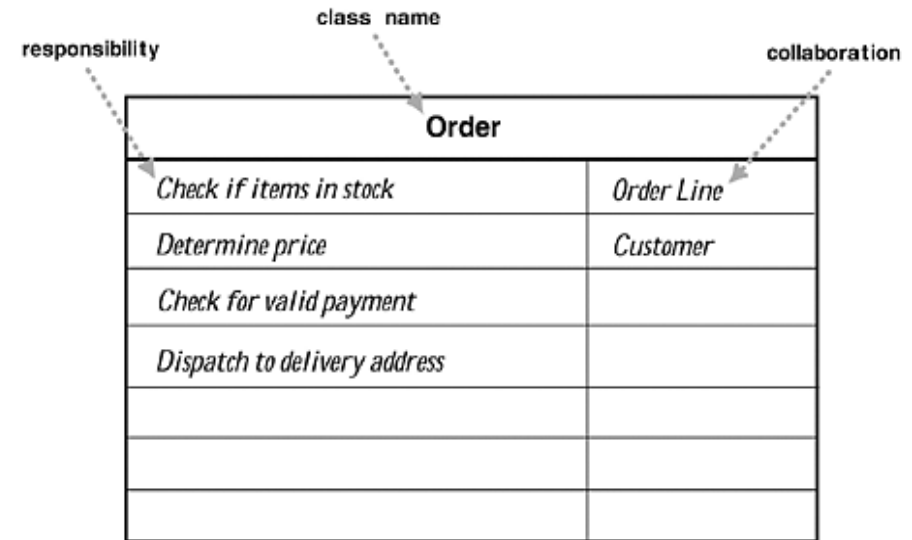 class name
responsibility
collaboration
Order
Check if items in stock
Order Line
Determine price
Customer
Check for valid payment
Dispatch to delivery address